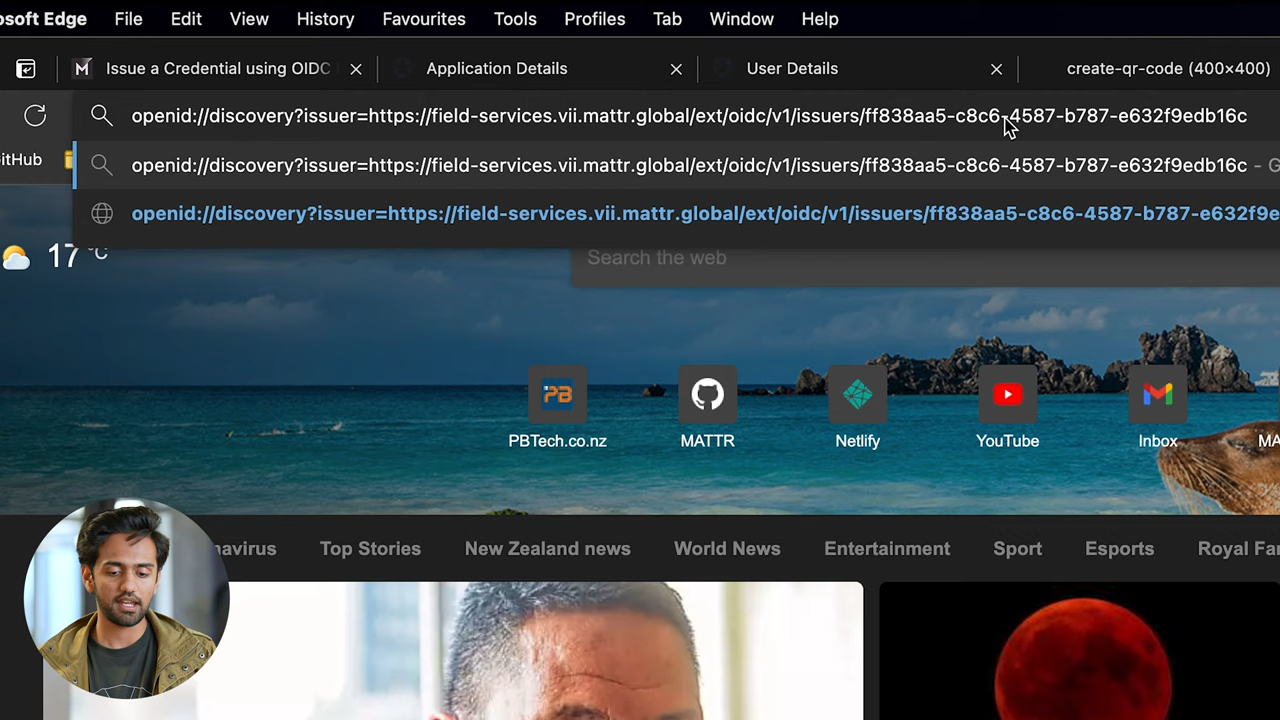 osoft Edge File Edit View History Favourites Tools Profiles Tab Window Help
Issue a Credential using OIDC Application Details User Details create-qr-code (400×400)
openid://discovery?issuer=https://field-services.vii.mattr.global/ext/oidc/v1/issuers/ff838aa5-c8c6-4587-b787-e632f9edb16c
itHub openid://discovery?issuer=https://field-services.vii.mattr.global/ext/oidc/v1/issuers/ff838aa5-c8c6-4587-b787-e632f9edb16c - G
openid://discovery?issuer=https://field-services.vii.mattr.global/ext/oidc/v1/issuers/ff838aa5-c8c6-4587-b787-e632f9e
17 °C Search the web
PB
PBTech.co.nz MATTR Netlify YouTube Inbox MA
navirus Top Stories New Zealand news World News Entertainment Sport Esports Royal Fa